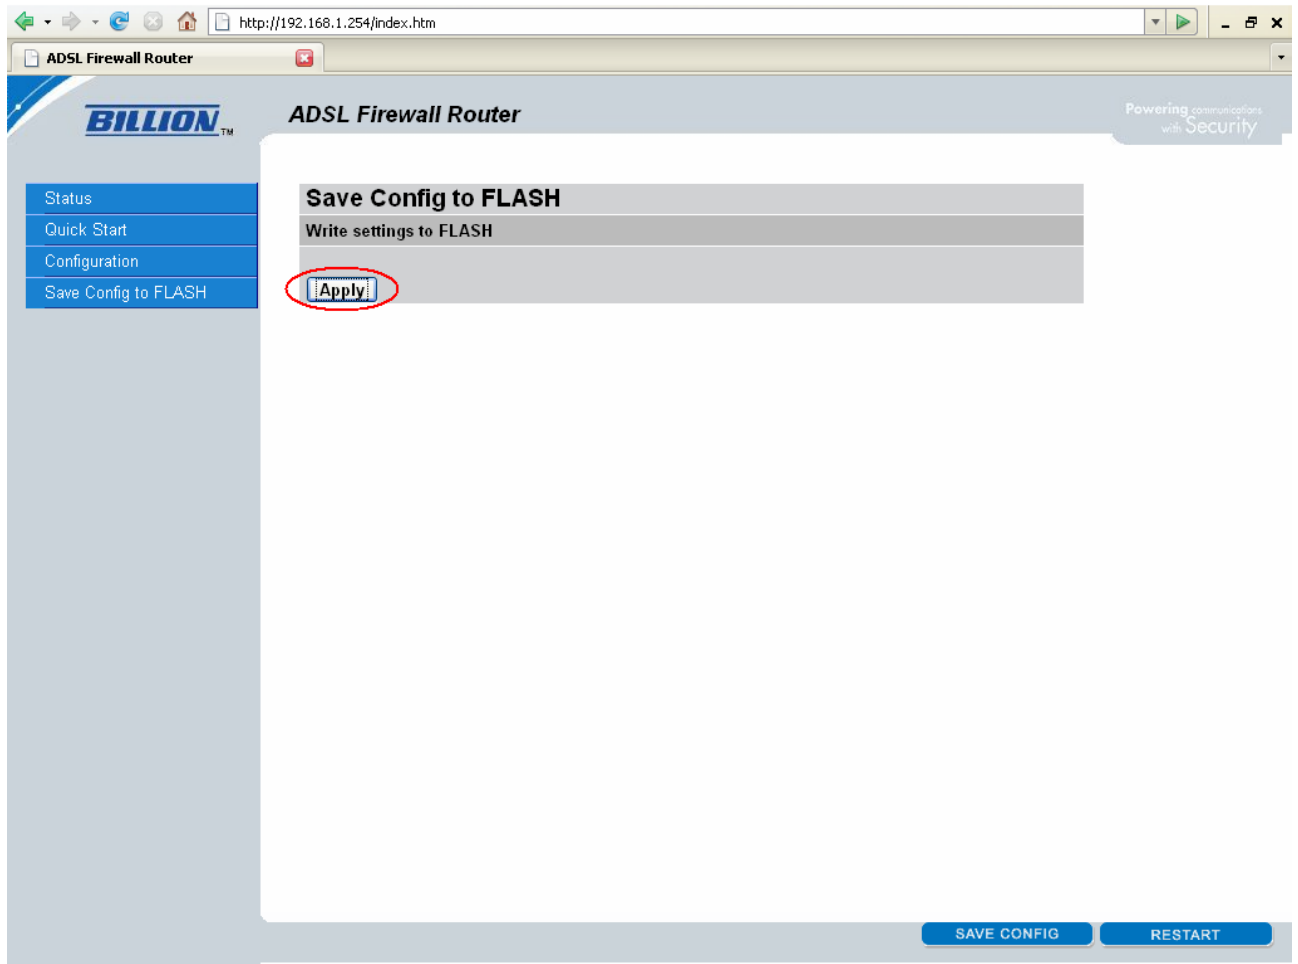 http://192.168.1.254/index.htm
ADSL Firewall Router
BILLION TM
ADSL Firewall Router
Powering communications
with Security
Status
Quick Start
Configuration
Save Config to FLASH
Save Config to FLASH
Write settings to FLASH
Apply
SAVE CONFIG
RESTART